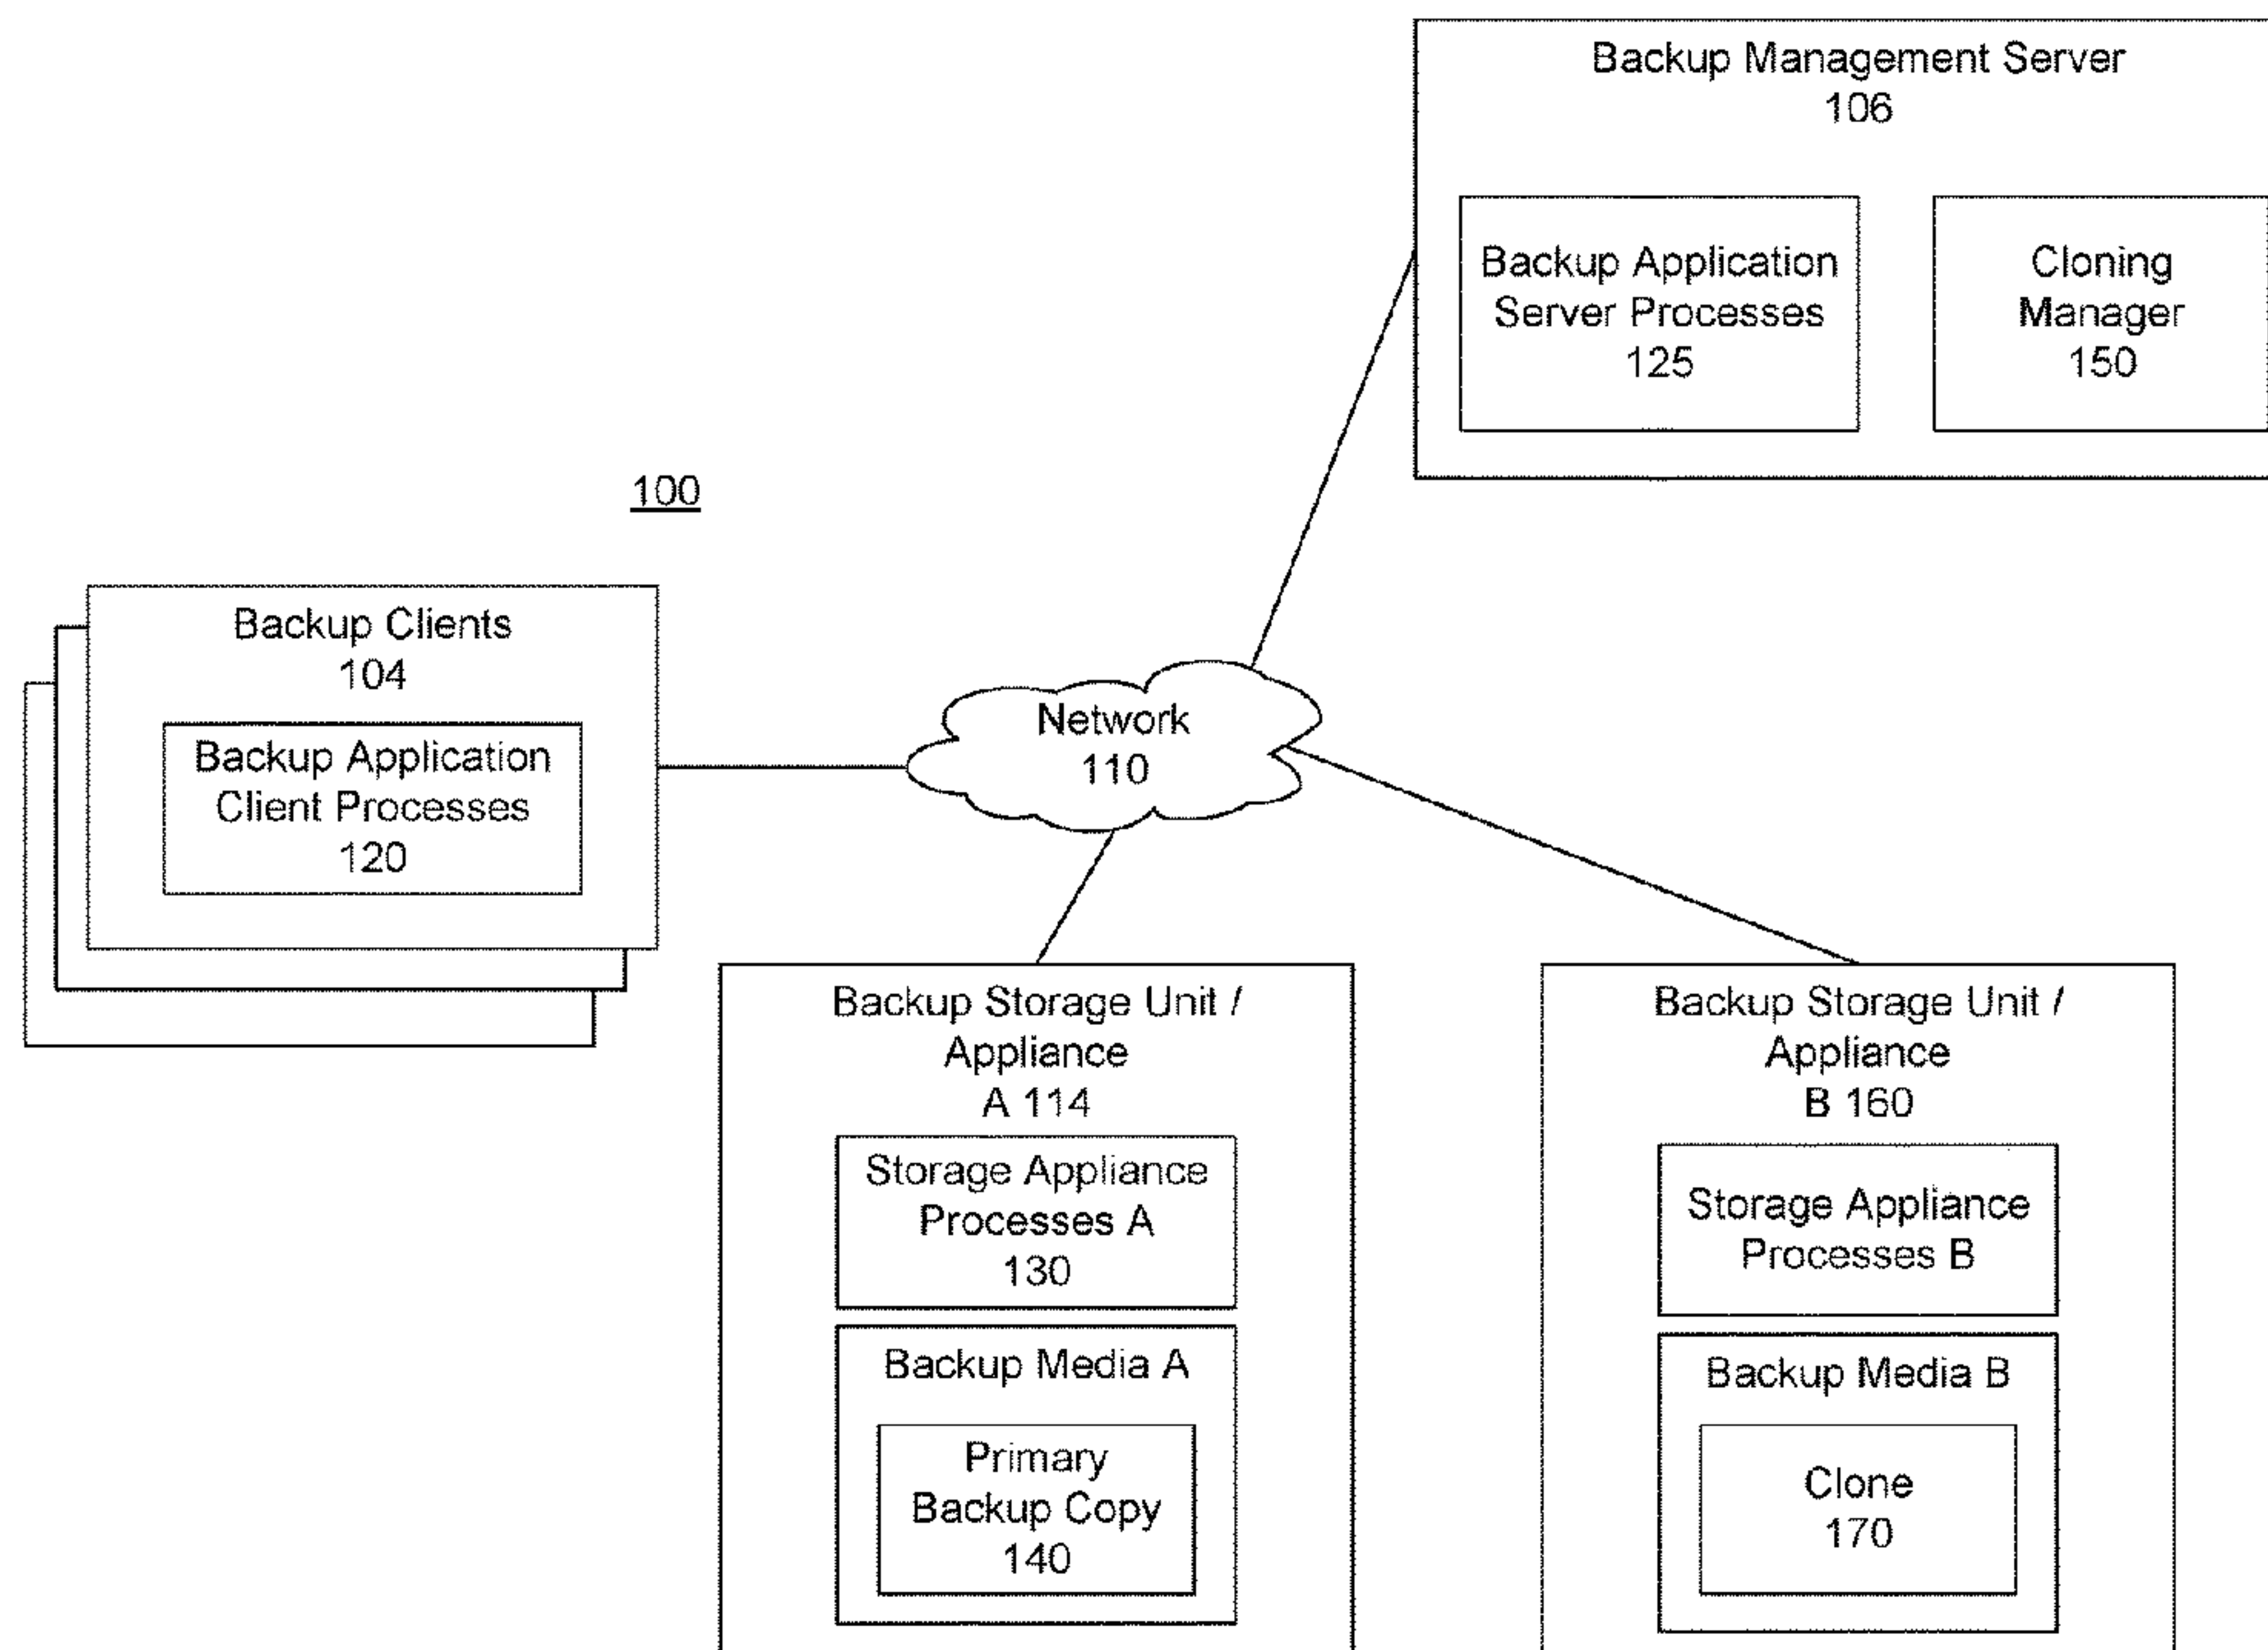 Backup Management Server
106
Backup Application
Server Processes
125
Cloning
Manager
150
100
Backup Clients
104
Backup Application
Client Processes
120
Network
110
Backup Storage Unit /
Appliance
A 114
Storage Appliance
Processes A
130
Backup Media A
Primary
Backup Copy
140
Backup Storage Unit /
Appliance
B 160
Storage Appliance
Processes B
Backup Media B
Clone
170